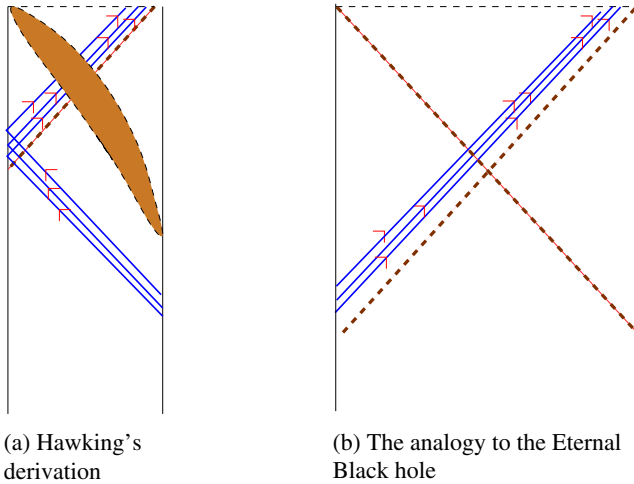 (a) Hawking's
derivation
(b) The analogy to the Eternal
Black hole